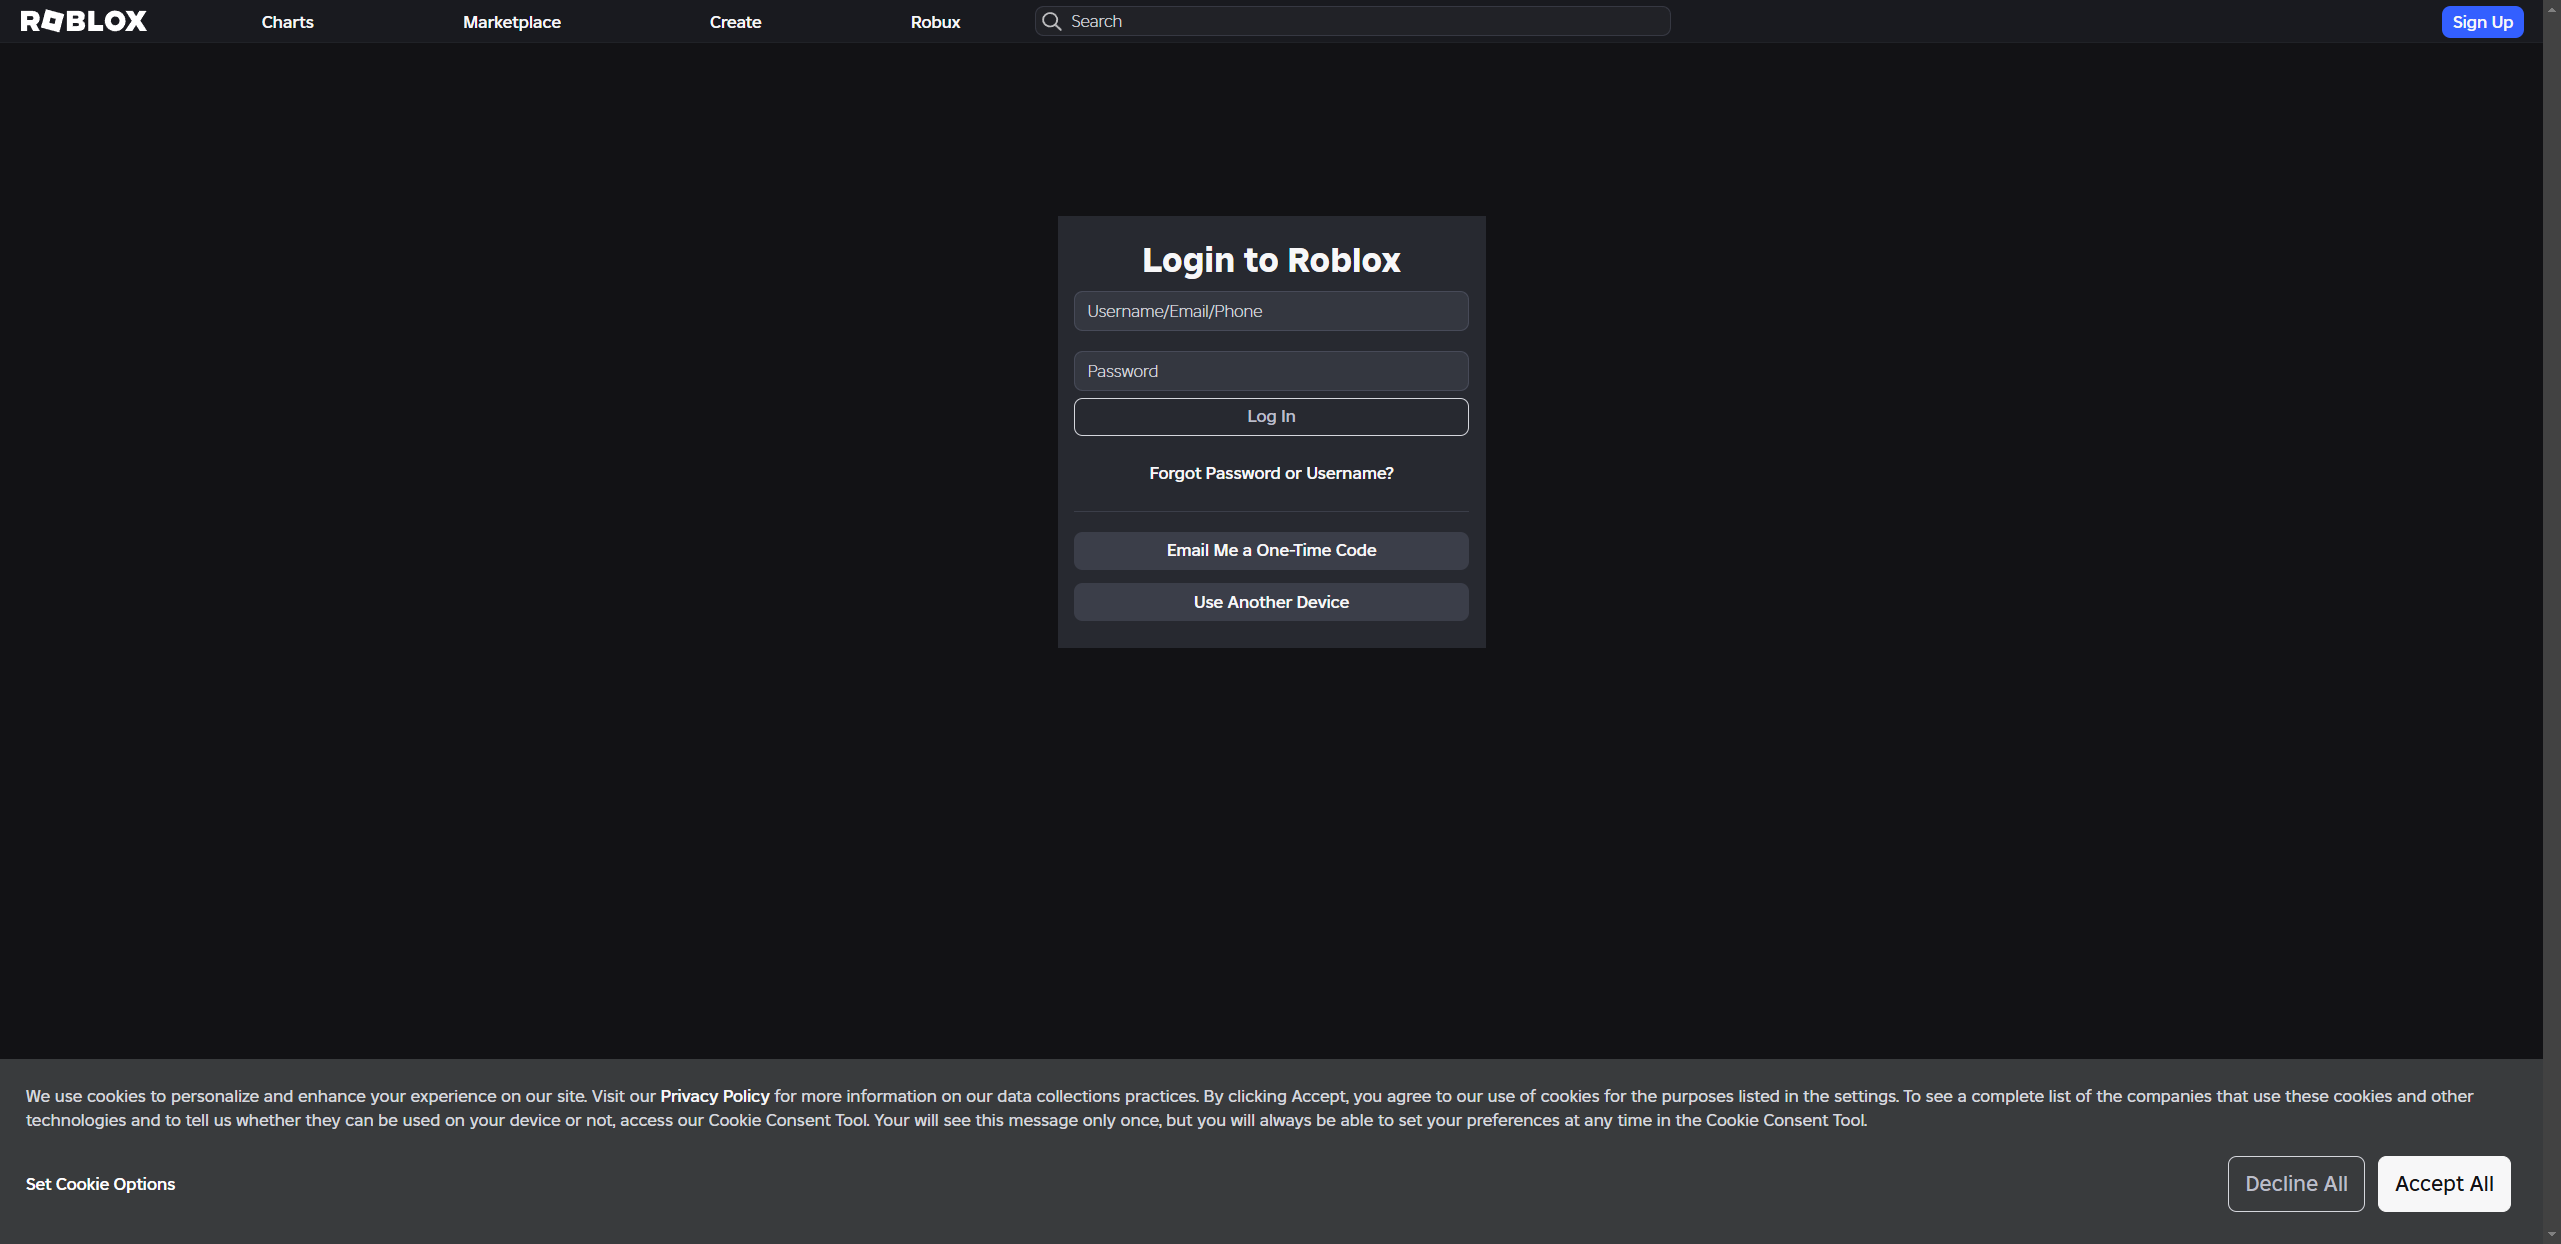 ROBLOX
Charts
Marketplace
Create
Robux
Search
Sign Up
Login to Roblox
Username/Email/Phone
Password
Log In
Forgot Password or Username?
Email Me a One-Time Code
Use Another Device
We use cookies to personalize and enhance your experience on our site. Visit our Privacy Policy for more information on our data collections practices. By clicking Accept, you agree to our use of cookies for the purposes listed in the settings. To see a complete list of the companies that use these cookies and other
technologies and to tell us whether they can be used on your device or not, access our Cookie Consent Tool. Your will see this message only once, but you will always be able to set your preferences at any time in the Cookie Consent Tool.
Set Cookie Options
Decline All
Accept All